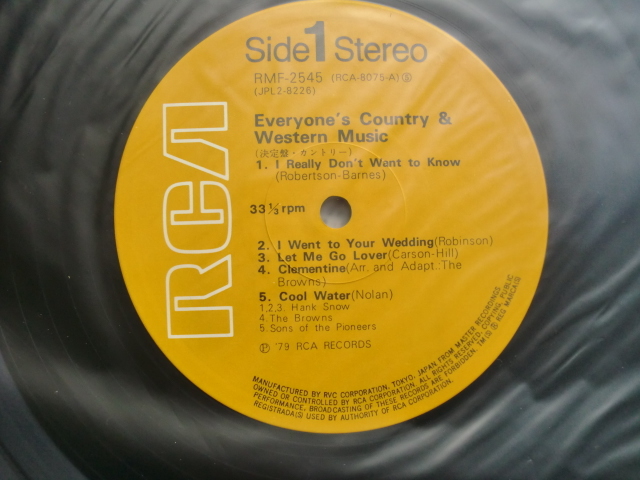 Side 1 Stereo
RMF-2545 (RCA-8075-A)Ⓢ
(JPL2-8226)
RCA
Everyone's Country &
Western Music
(決定盤・カントリー)
1. I Really Don't Went to Know
(Robertson-Barnes)
33 1/3 rpm
2. I Went to Your Wedding(Robinson)
3. Let Me Go Lover(Carson-Hill)
4. Clementine(Arr. and Adapt.:The
Browns)
5. Cool Water(Nolan)
1,2,3. Hank Snow
4.The Browns
5.Sons of the Pioneers
Ⓟ '79 RCA RECORDS
MANUFACTURED BY RVC CORPORATION, TOKYO, JAPAN FROM MASTER RECORDINGS
OWNED OR CONTROLLED BY RCA CORPORATION. ALL RIGHTS RESERVED. COPYING, PUBLIC
PERFORMANCE, BROADCASTING OF THESE RECORDS ARE FORBIDDEN. TM(S) Ⓡ REG MARCA(S)
REGISTRADA(S) USED BY AUTHORITY OF RCA CORPORATION.